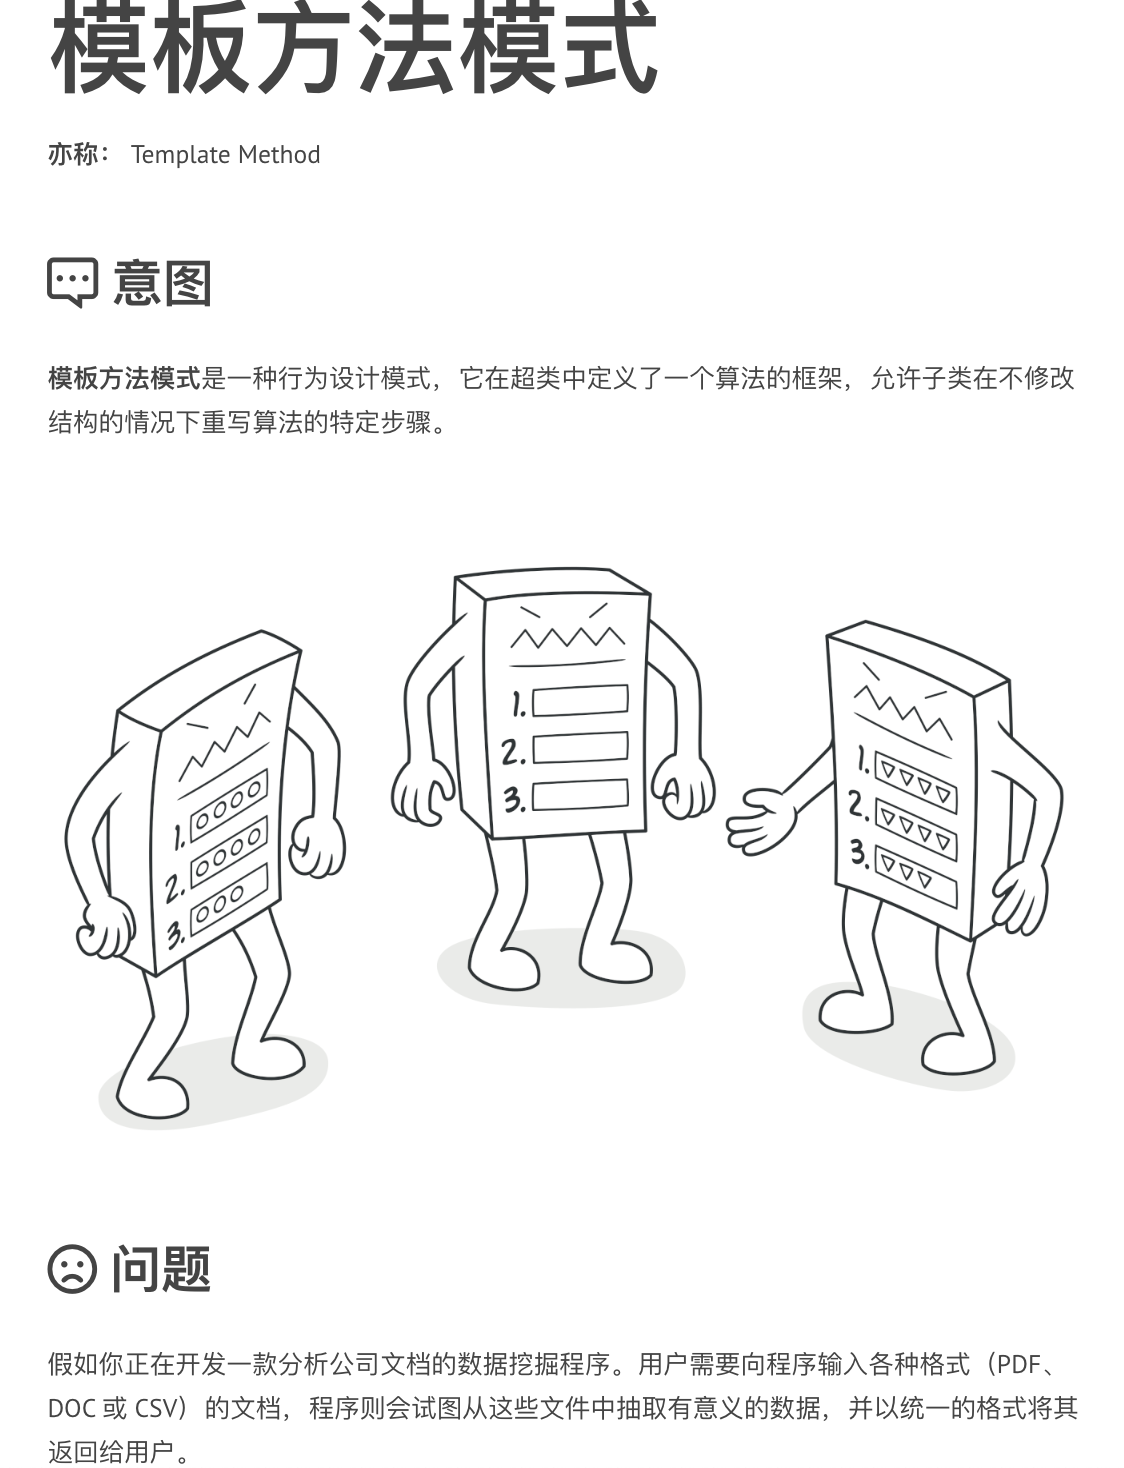 模板方法模式
亦称： Template Method
意图
模板方法模式是一种行为设计模式， 它在超类中定义了一个算法的框架， 允许子类在不修改
结构的情况下重写算法的特定步骤。
1.
2.
3.
1.
2.
3.
1.
2.
3.
问题
假如你正在开发一款分析公司文档的数据挖掘程序。用户需要向程序输入各种格式（PDF、
DOC 或 CSV）的文档， 程序则会试图从这些文件中抽取有意义的数据， 并以统一的格式将其
返回给用户。